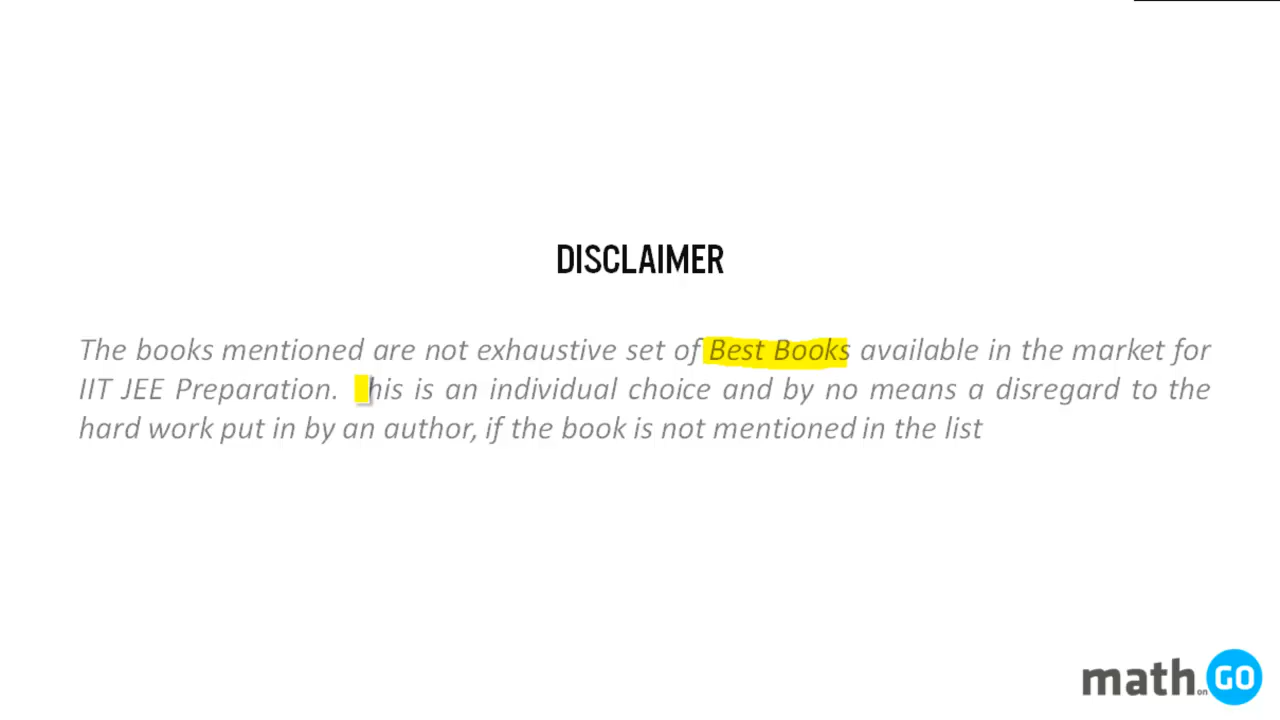 DISCLAIMER
The books mentioned are not exhaustive set of Best Books available in the market for
IIT JEE Preparation. This is an individual choice and by no means a disregard to the
hard work put in by an author, if the book is not mentioned in the list
math on GO